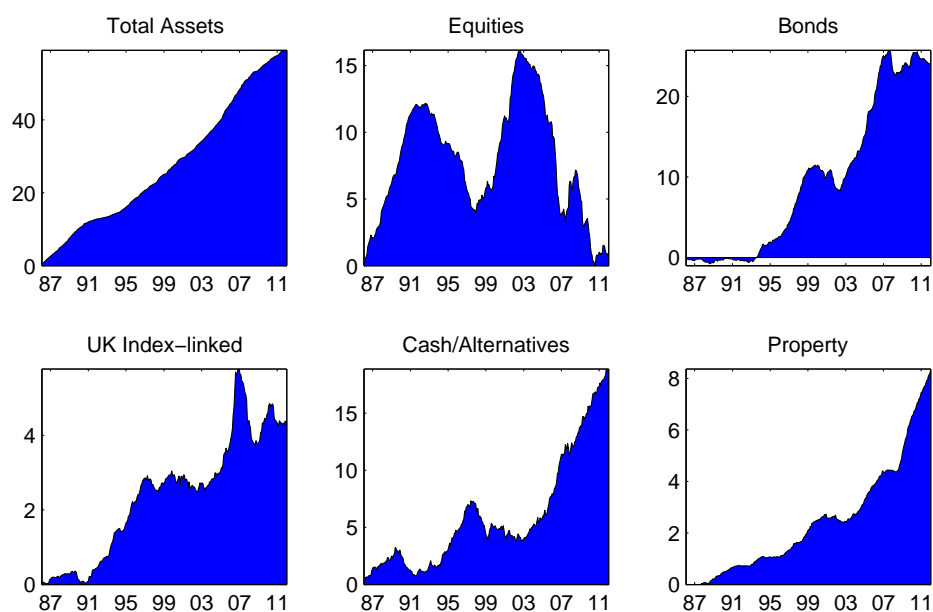 Total Assets
Equities
Bonds
40
20
0
15
10
5
0
20
10
0
87 91 95 99 03 07 11
87 91 95 99 03 07 11
87 91 95 99 03 07 11
UK Index−linked
Cash/Alternatives
Property
4
2
0
15
10
5
0
8
6
4
2
0
87 91 95 99 03 07 11
87 91 95 99 03 07 11
87 91 95 99 03 07 11